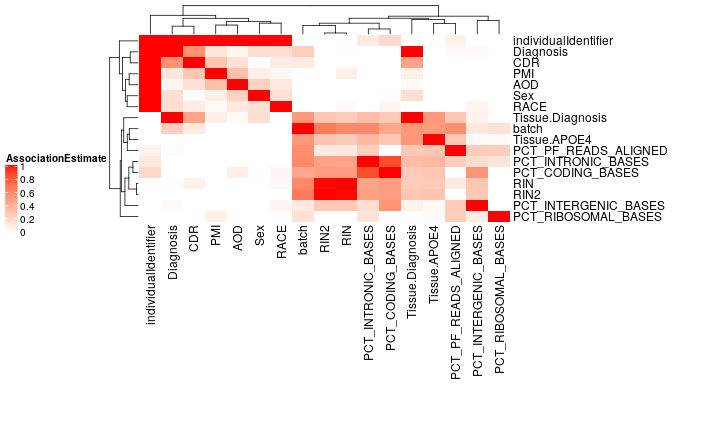 individualIdentifier
Diagnosis
CDR
PMI
AOD
Sex
RACE
Tissue.Diagnosis
batch
Tissue.APOE4
PCT_PF_READS_ALIGNED
PCT_INTRONIC_BASES
PCT_CODING_BASES
RIN
RIN2
PCT_INTERGENIC_BASES
PCT_RIBOSOMAL_BASES
AssociationEstimate
1
0.8
0.6
0.4
0.2
0
individualIdentifier
Diagnosis
CDR
PMI
AOD
Sex
RACE
batch
RIN2
RIN
PCT_INTRONIC_BASES
PCT_CODING_BASES
Tissue.Diagnosis
Tissue.APOE4
PCT_PF_READS_ALIGNED
PCT_INTERGENIC_BASES
PCT_RIBOSOMAL_BASES